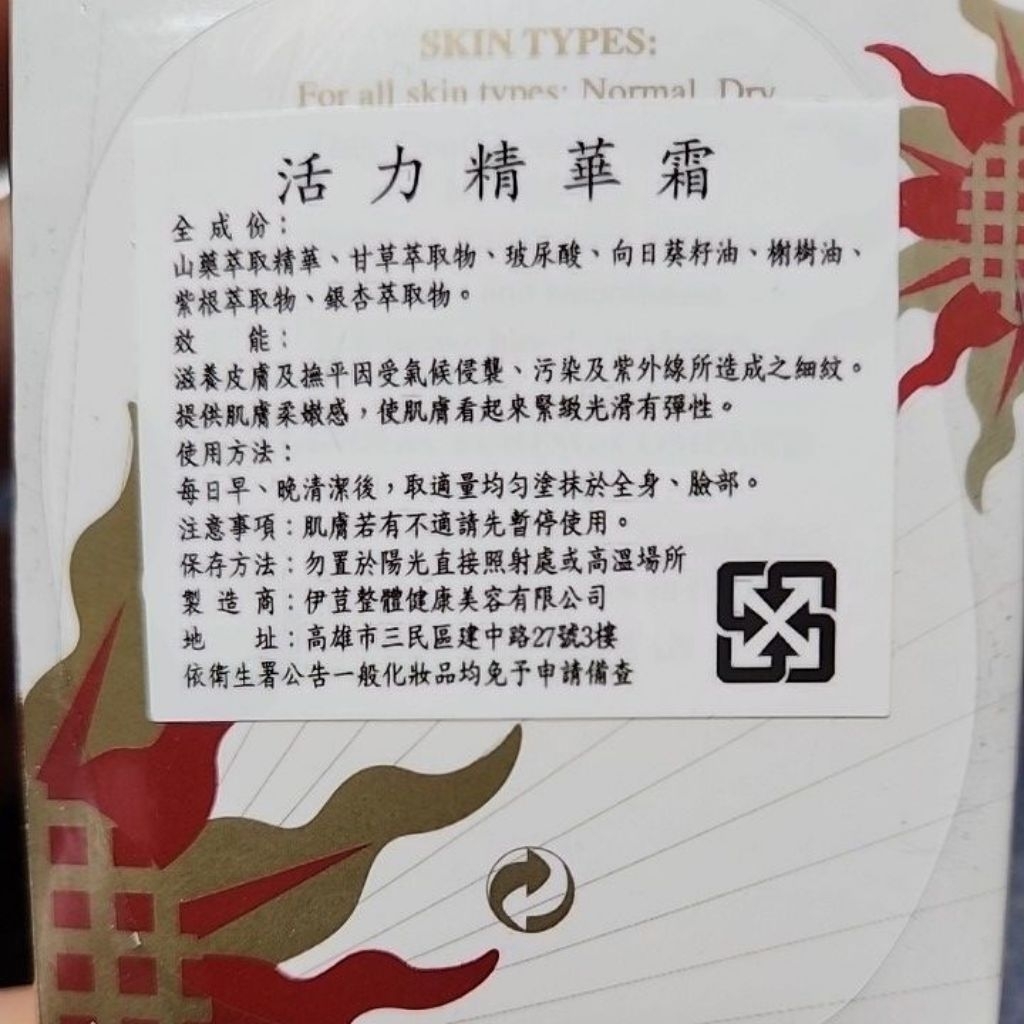 SKIN TYPES:
For all skin types: Normal, Dry
活力精華霜
全成份：
山藥萃取精華、甘草萃取物、玻尿酸、向日葵籽油、槲樹油、
紫根萃取物、銀杏萃取物。
效　　能：
滋養皮膚及撫平因受氣候侵襲、污染及紫外線所造成之細紋。
提供肌膚柔嫩感，使肌膚看起來緊緻光滑有彈性。
使用方法：
每日早、晚清潔後，取適量均勻塗抹於全身、臉部。
注意事項：肌膚若有不適請先暫停使用。
保存方法：勿置於陽光直接照射處或高溫場所
製 造 商：伊荳整體健康美容有限公司
地　　址：高雄市三民區建中路27號3樓
依衛生署公告一般化妝品均免予申請備查